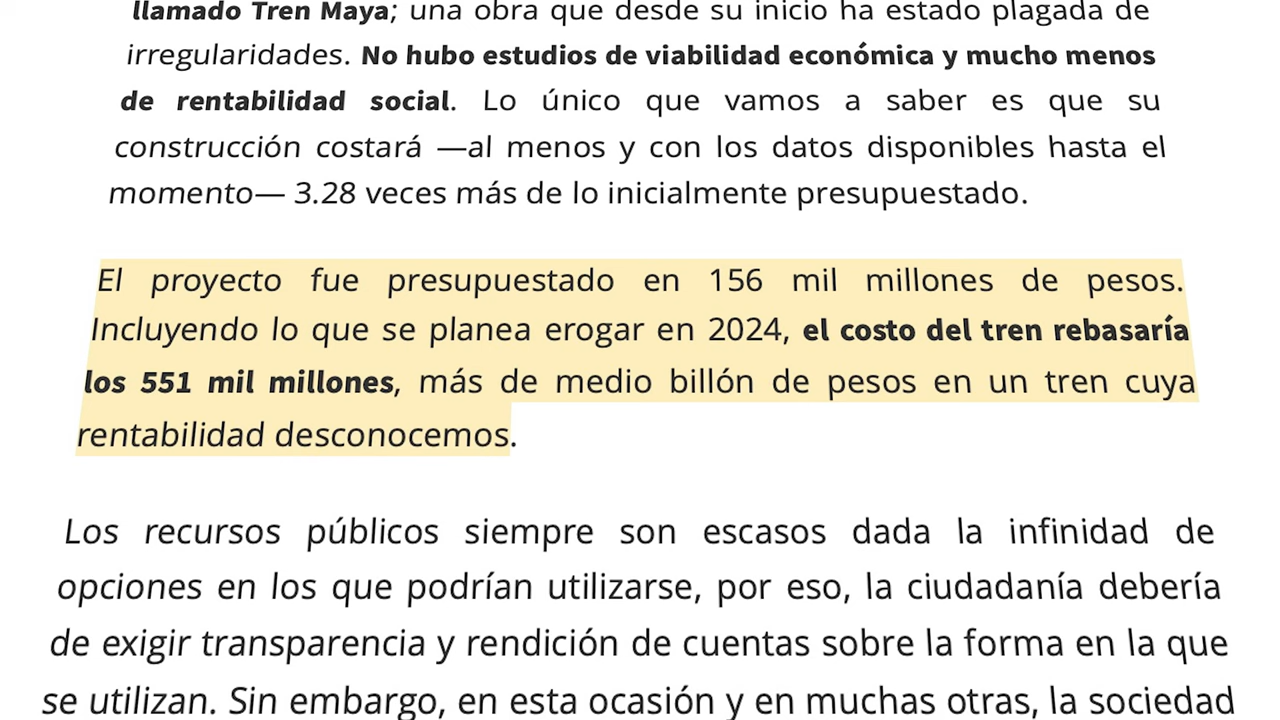 llamado Tren Maya; una obra que desde su inicio ha estado plagada de
irregularidades. No hubo estudios de viabilidad económica y mucho menos
de rentabilidad social. Lo único que vamos a saber es que su
construcción costará —al menos y con los datos disponibles hasta el
momento— 3.28 veces más de lo inicialmente presupuestado.
El proyecto fue presupuestado en 156 mil millones de pesos.
Incluyendo lo que se planea erogar en 2024, el costo del tren rebasaría
los 551 mil millones, más de medio billón de pesos en un tren cuya
rentabilidad desconocemos.
Los recursos públicos siempre son escasos dada la infinidad de
opciones en los que podrían utilizarse, por eso, la ciudadanía debería
de exigir transparencia y rendición de cuentas sobre la forma en la que
se utilizan. Sin embargo, en esta ocasión y en muchas otras, la sociedad